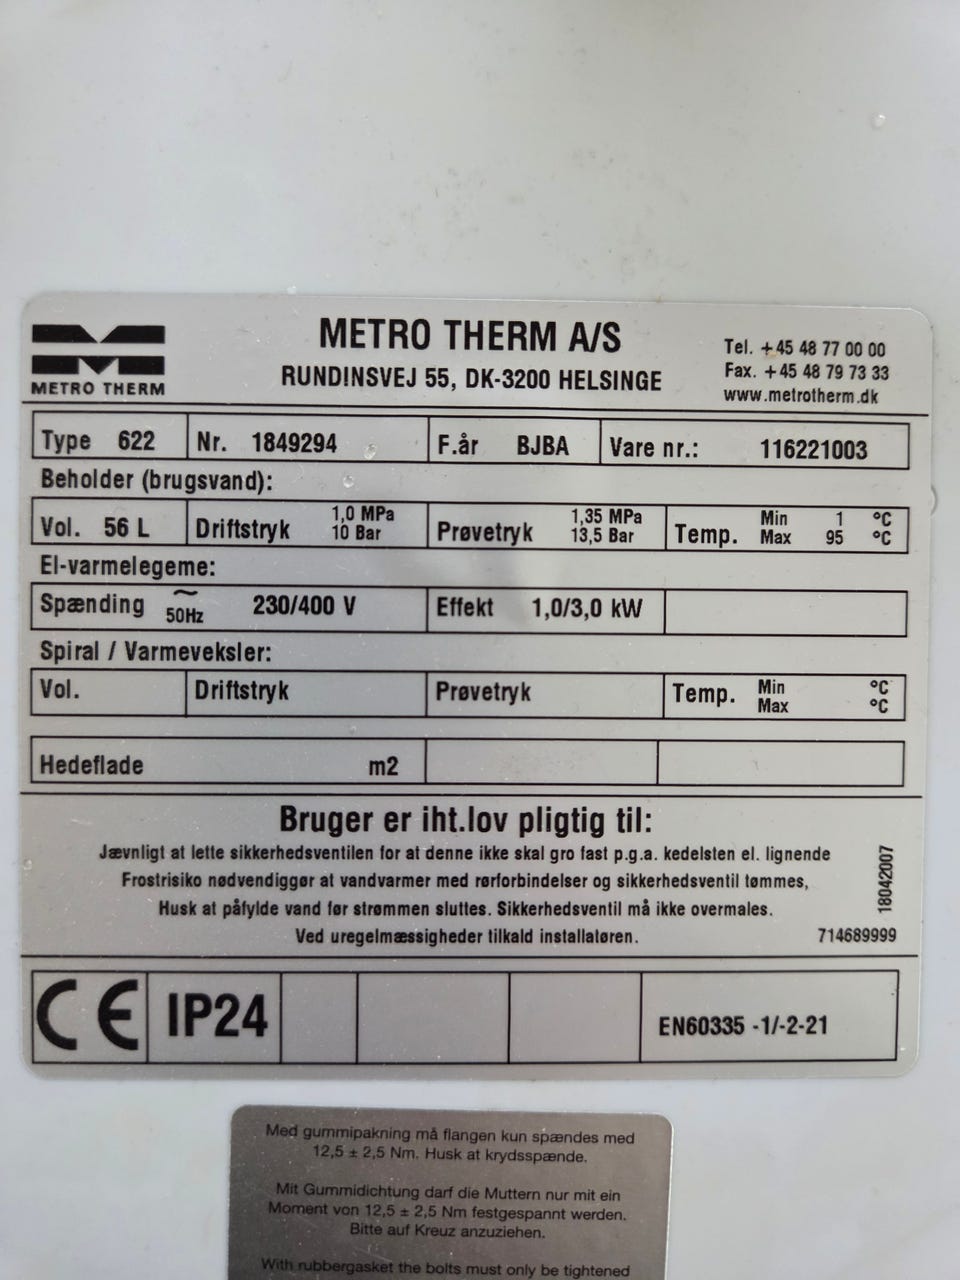 METRO THERM
METRO THERM A/S
RUNDINSVEJ 55, DK-3200 HELSINGE
Tel. +45 48 77 00 00
Fax. +45 48 79 73 33
www.metrotherm.dk
Type 622 Nr. 1849294 F.år BJBA Vare nr.: 116221003
Beholder (brugsvand):
Vol. 56 L Driftstryk 1,0 MPa 10 Bar Prøvetryk 1,35 MPa 13,5 Bar Temp. Min 1 °C Max 95 °C
El-varmelegeme:
Spænding ~ 50Hz 230/400 V Effekt 1,0/3,0 kW
Spiral / Varmeveksler:
Vol. Driftstryk Prøvetryk Temp. Min °C Max °C
Hedeflade m2
Bruger er iht.lov pligtig til:
Jævnligt at lette sikkerhedsventilen for at denne ikke skal gro fast p.g.a. kedelsten el. lignende
Frostrisiko nødvendiggør at vandvarmer med rørforbindelser og sikkerhedsventil tømmes,
Husk at påfylde vand før strømmen sluttes. Sikkerhedsventil må ikke overmales.
Ved uregelmæssigheder tilkald installatøren.
18042007
714689999
CE IP24 EN60335 -1/-2-21
Med gummipakning må flangen kun spændes med
12,5 ± 2,5 Nm. Husk at krydsspænde.
Mit Gummidichtung darf die Muttern nur mit ein
Moment von 12,5 ± 2,5 Nm festgespannt werden.
Bitte auf Kreuz anzuziehen.
With rubbergasket the bolts must only be tightened